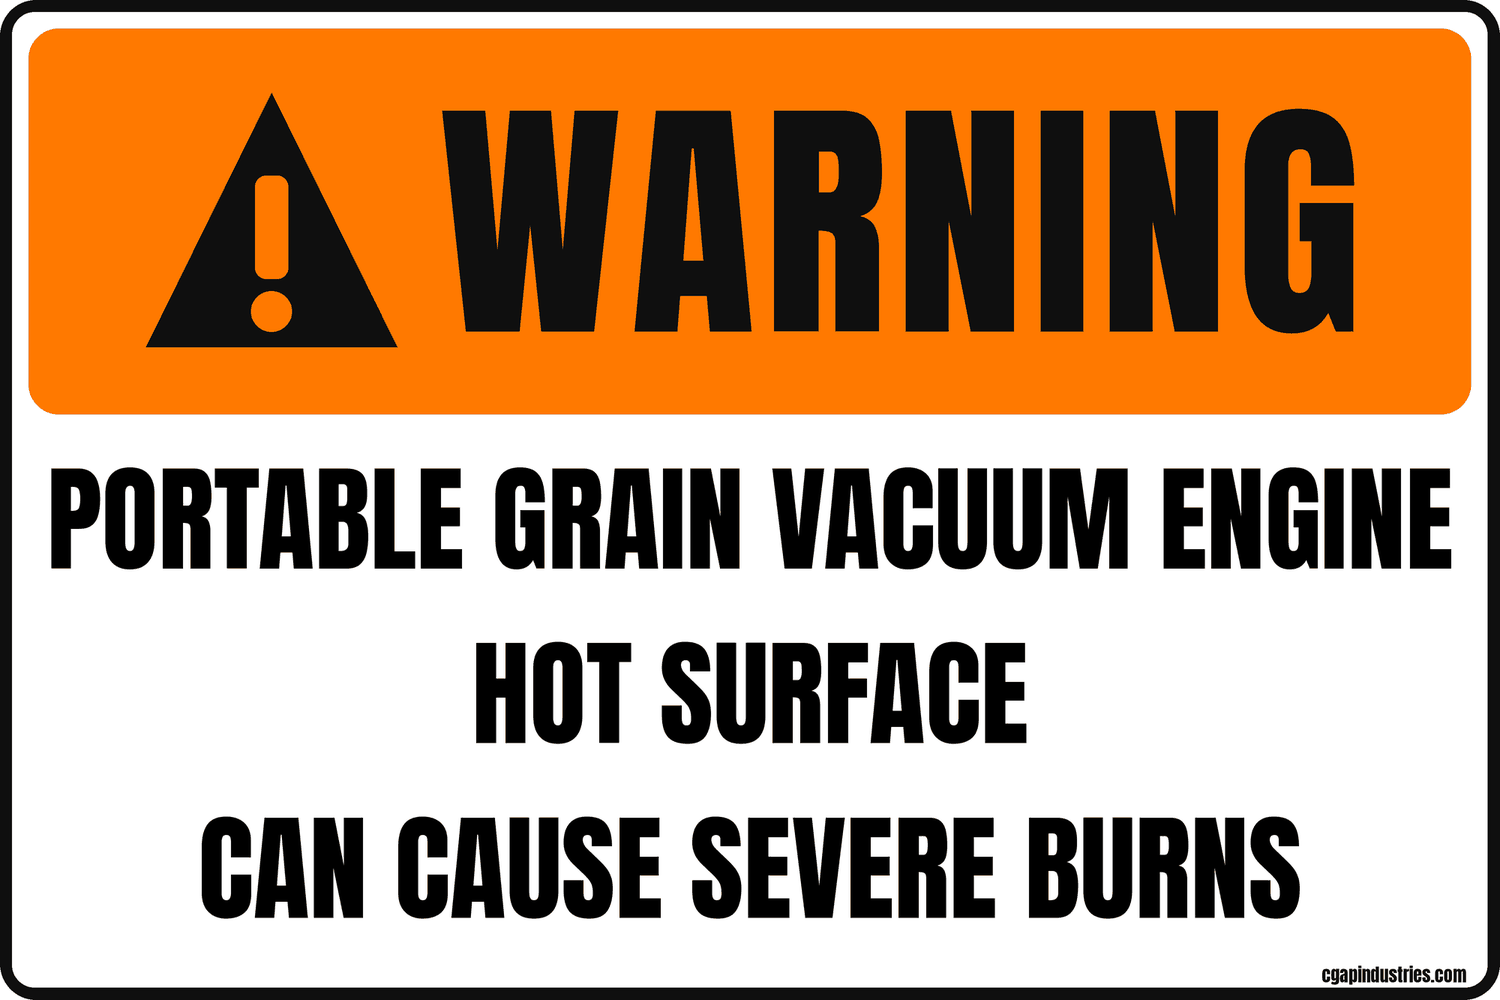 WARNING
PORTABLE GRAIN VACUUM ENGINE
HOT SURFACE
CAN CAUSE SEVERE BURNS
cgapindustries.com